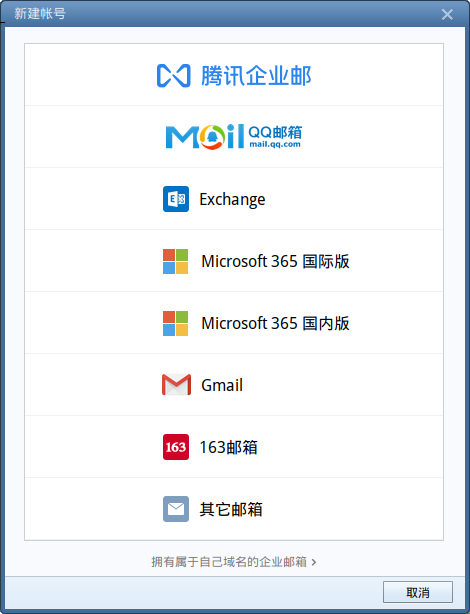 新建帐号
腾讯企业邮
Mail QQ邮箱
mail.qq.com
Exchange
Microsoft 365 国际版
Microsoft 365 国内版
Gmail
163 163邮箱
其它邮箱
拥有属于自己域名的企业邮箱 ›
取消